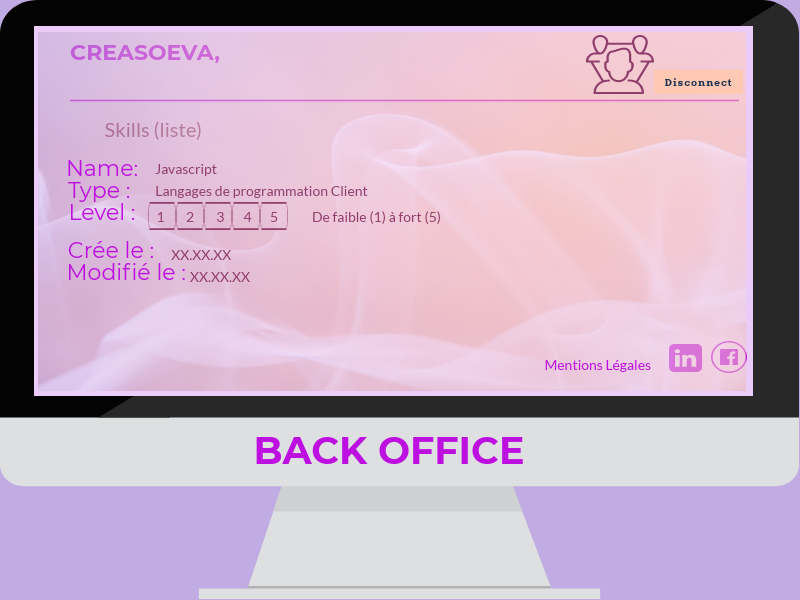 CREASOEVA,
Disconnect
Skills (liste)
Name: Javascript
Type : Langages de programmation Client
Level : 1 2 3 4 5 De faible (1) à fort (5)
Crée le : XX.XX.XX
Modifié le : XX.XX.XX
Mentions Légales in f
BACK OFFICE